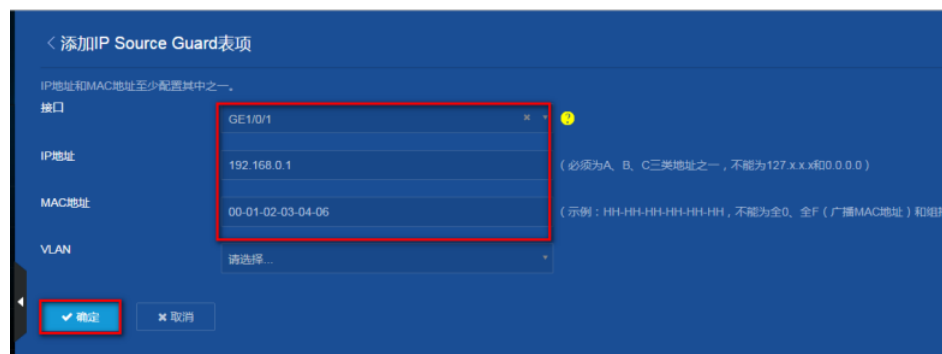 < 添加IP Source Guard表项
IP地址和MAC地址至少配置其中之一。
接口
GE1/0/1
?
IP地址
192.168.0.1
（必须为A、B、C三类地址之一，不能为127.x.x.x和0.0.0.0）
MAC地址
00-01-02-03-04-06
（示例：HH-HH-HH-HH-HH-HH，不能为全0、全F（广播MAC地址）和组
VLAN
请选择...
✔ 确定
✖ 取消